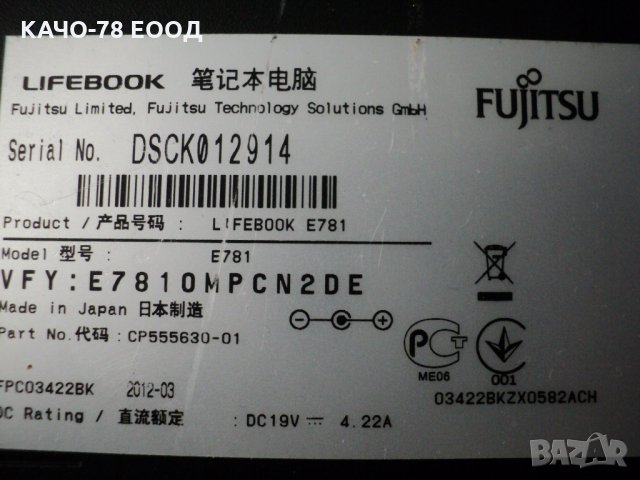 КАЧО-78 ЕООД
LIFEBOOK 笔记本电脑
Fujitsu Limited, Fujitsu Technology Solutions GmbH
FUJITSU
Serial No. DSCK012914
Product / 产品号码 : LIFEBOOK E781
Model 型号 : E781
VFY: E7810MPCN2DE
Made in Japan 日本制造
Part No.代码 : CP555630-01
ME06
001
FPC03422BK 2012-03
03422BKZX0582ACH
DC Rating / 直流额定 : DC19V 4.22A
BAZAR